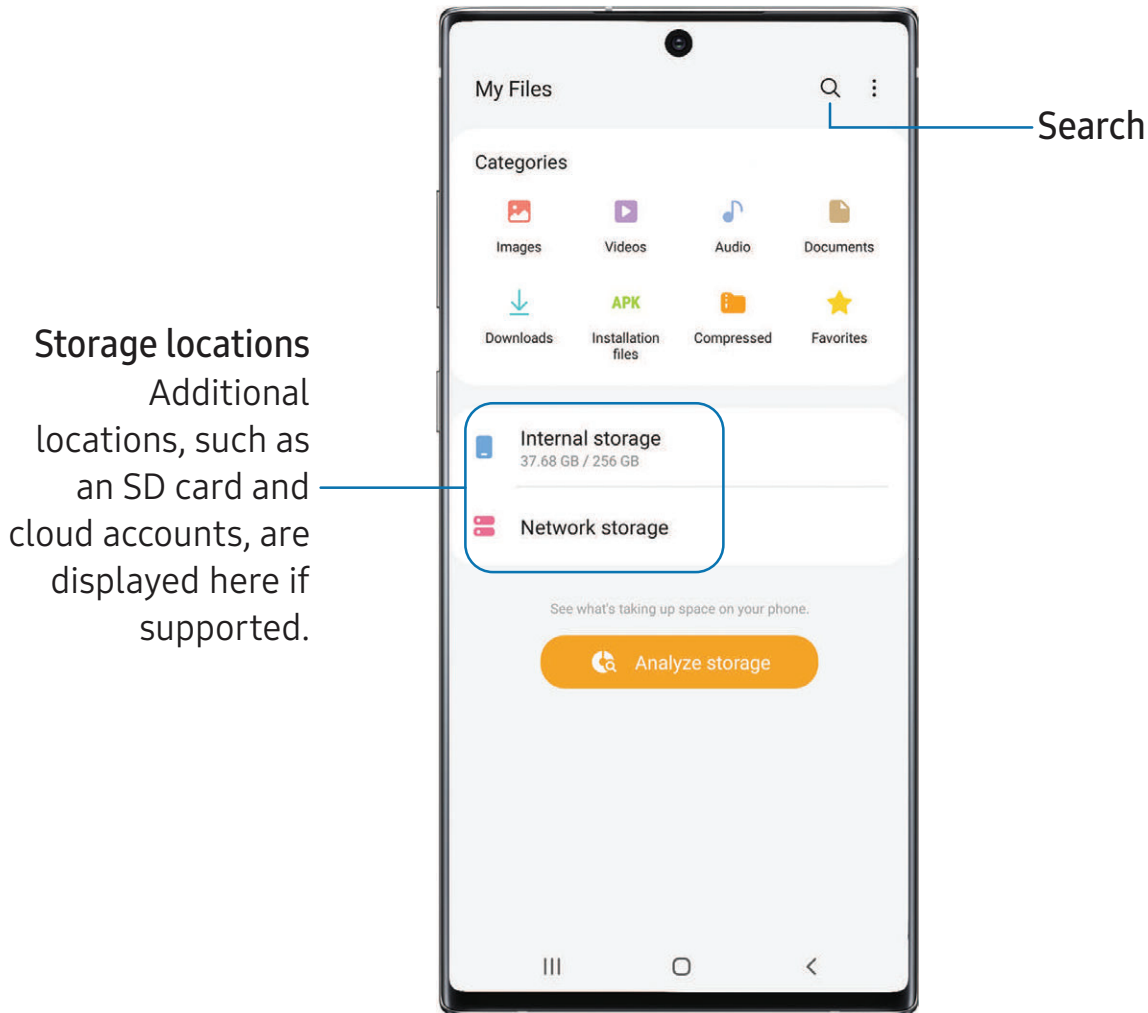 My Files
Search
Categories
Images
Videos
Audio
Documents
Downloads
APK
Installation
files
Compressed
Favorites
Storage locations
Additional
locations, such as
an SD card and
cloud accounts, are
displayed here if
supported.
Internal storage
37.68 GB / 256 GB
Network storage
See what's taking up space on your phone.
Analyze storage